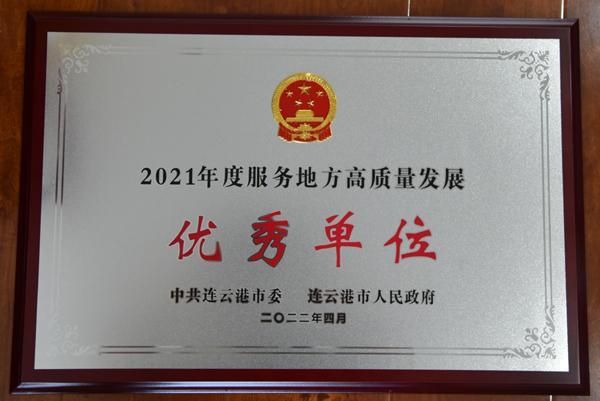 2021年度服务地方高质量发展
优秀单位
中共连云港市委 连云港市人民政府
二〇二二年四月